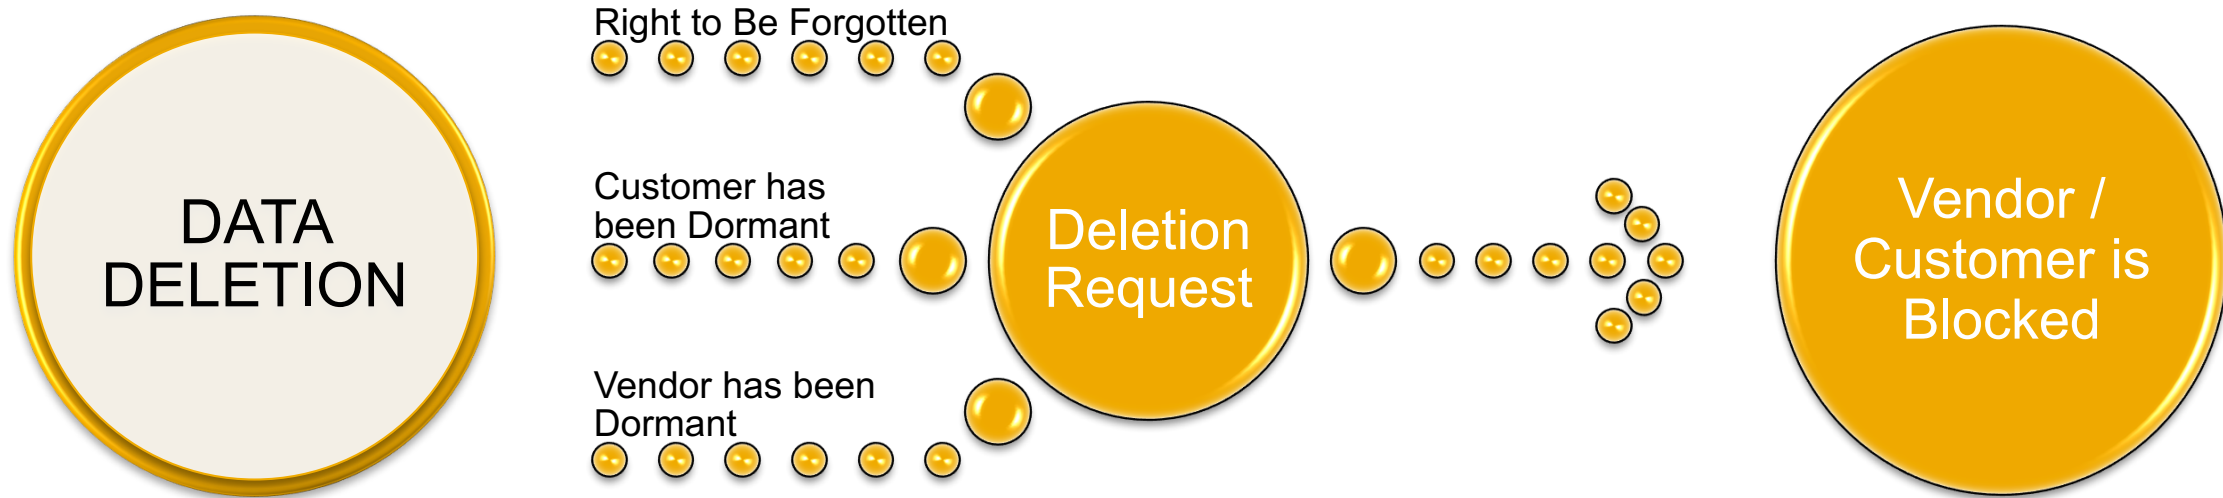 DATA
DELETION
Right to Be Forgotten
Customer has
been Dormant
Vendor has been
Dormant
Deletion
Request
Vendor /
Customer is
Blocked